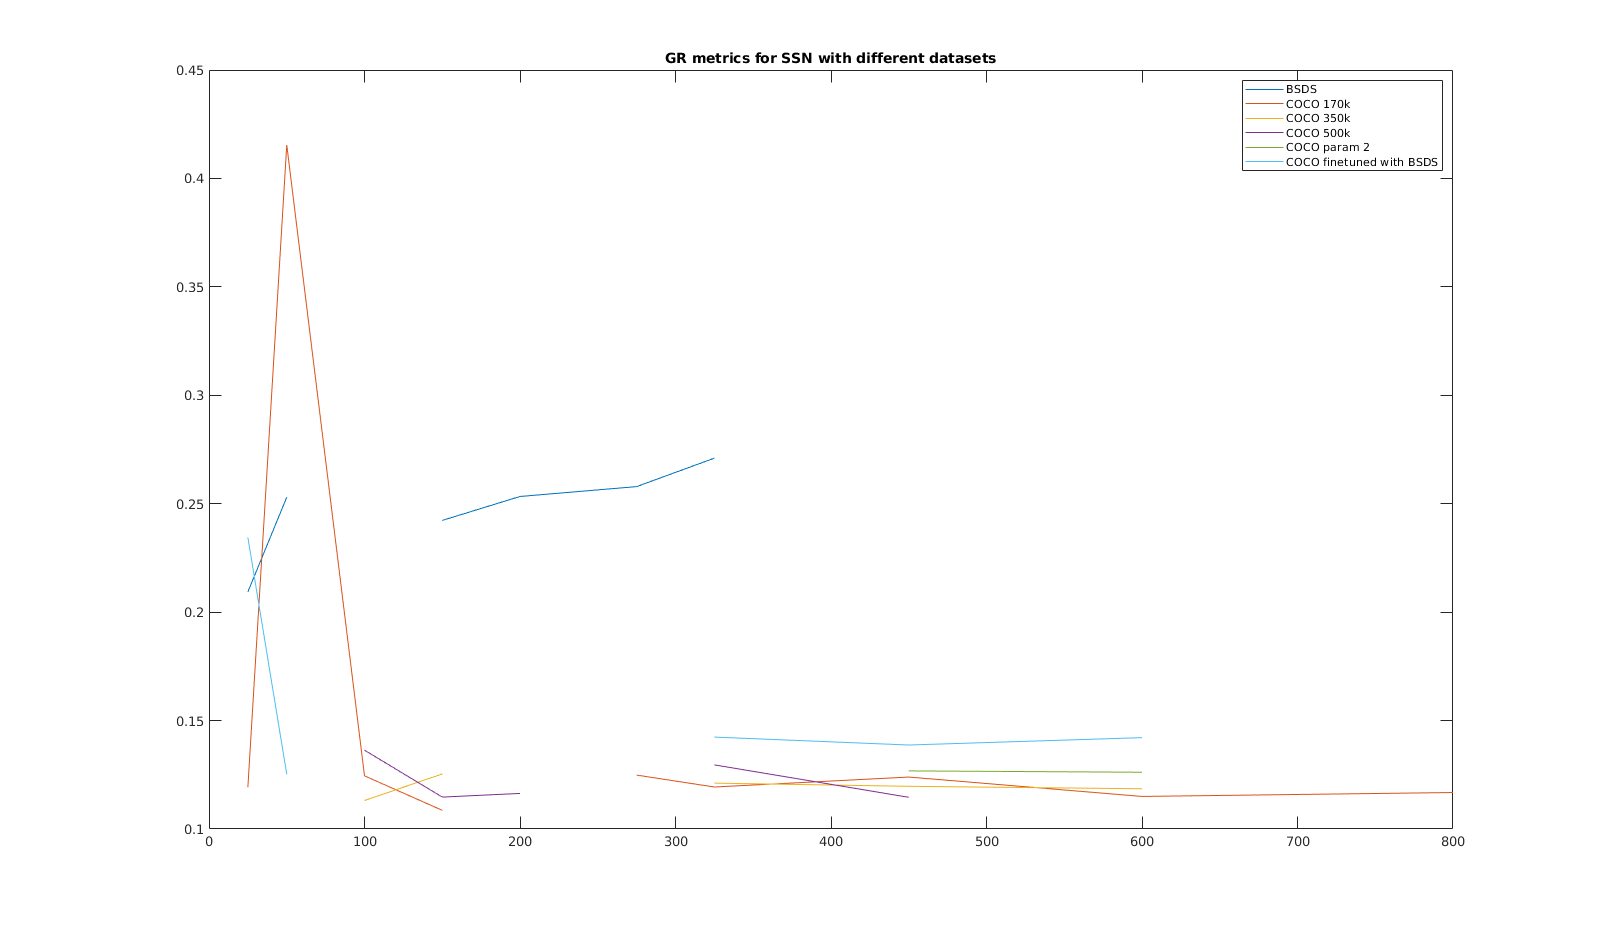 GR metrics for SSN with different datasets
0.45
0.4
0.35
0.3
0.25
0.2
0.15
0.1
0 100 200 300 400 500 600 700 800
BSDS
COCO 170k
COCO 350k
COCO 500k
COCO param 2
COCO finetuned with BSDS